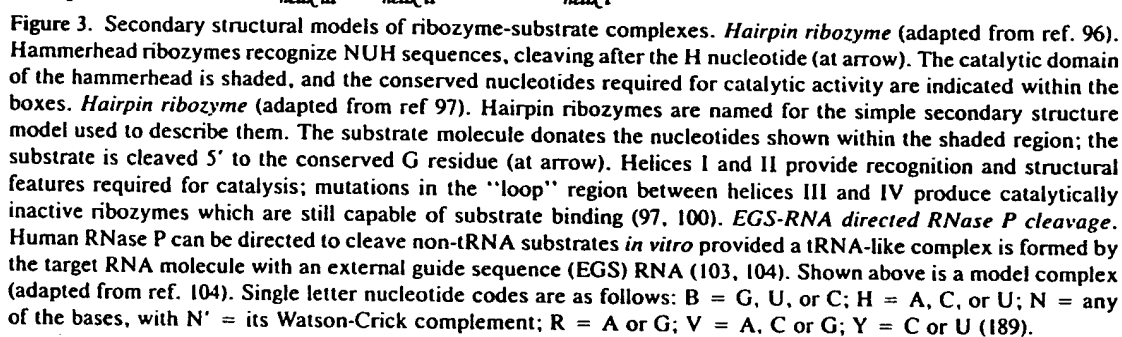 Figure 3. Secondary structural models of ribozyme-substrate complexes. Hairpin ribozyme (adapted from ref. 96).
Hammerhead ribozymes recognize NUH sequences, cleaving after the H nucleotide (at arrow). The catalytic domain
of the hammerhead is shaded, and the conserved nucleotides required for catalytic activity are indicated within the
boxes. Hairpin ribozyme (adapted from ref 97). Hairpin ribozymes are named for the simple secondary structure
model used to describe them. The substrate molecule donates the nucleotides shown within the shaded region; the
substrate is cleaved 5′ to the conserved G residue (at arrow). Helices I and II provide recognition and structural
features required for catalysis; mutations in the "loop" region between helices III and IV produce catalytically
inactive ribozymes which are still capable of substrate binding (97, 100). EGS-RNA directed RNase P cleavage.
Human RNase P can be directed to cleave non-tRNA substrates in vitro provided a tRNA-like complex is formed by
the target RNA molecule with an external guide sequence (EGS) RNA (103, 104). Shown above is a model complex
(adapted from ref. 104). Single letter nucleotide codes are as follows: B = G, U, or C; H = A, C, or U; N = any
of the bases, with N′ = its Watson-Crick complement; R = A or G; V = A, C or G; Y = C or U (189).